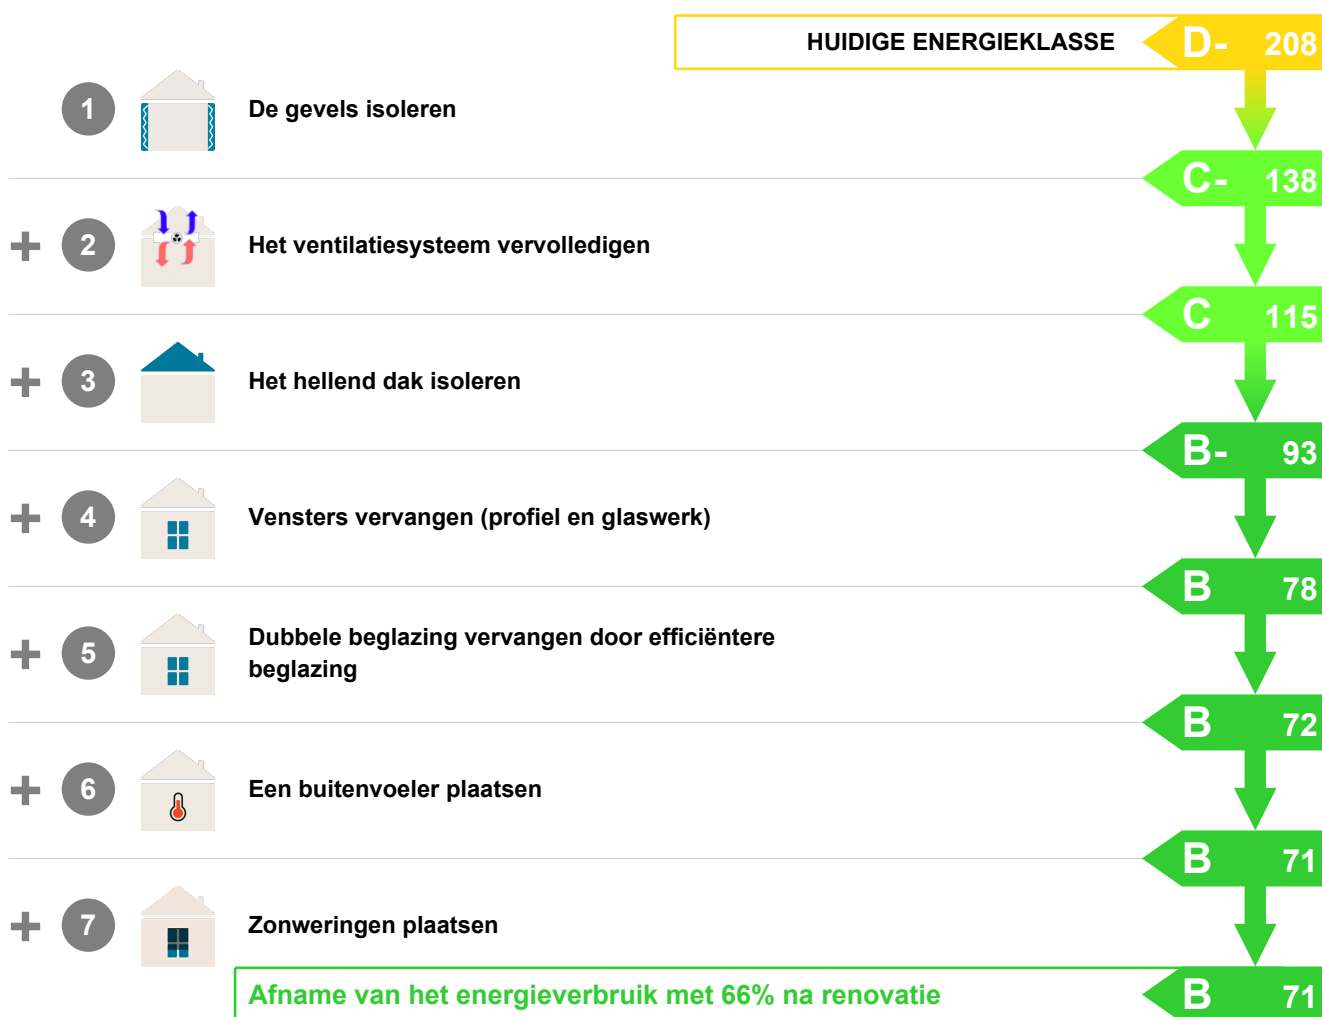 HUIDIGE ENERGIEKLASSE D- 208
1 De gevels isoleren
C- 138
+ 2 Het ventilatiesysteem vervolledigen
C 115
+ 3 Het hellend dak isoleren
B- 93
+ 4 Vensters vervangen (profiel en glaswerk)
B 78
+ 5 Dubbele beglazing vervangen door efficiëntere
beglazing
B 72
+ 6 Een buitenvoeler plaatsen
B 71
+ 7 Zonweringen plaatsen
Afname van het energieverbruik met 66% na renovatie B 71